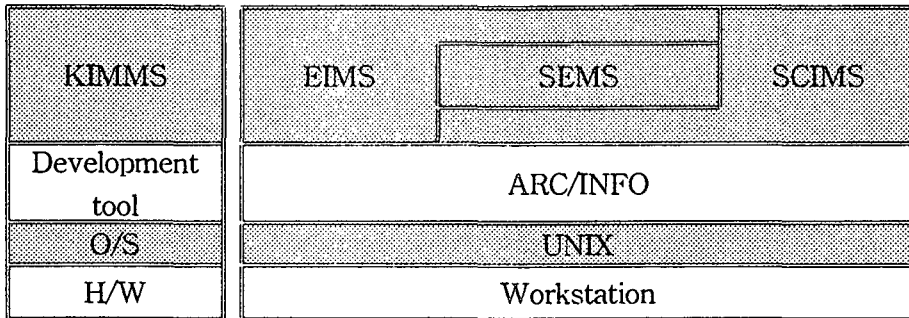 KIMMS EIMS SEMS SCIMS
Development
tool
ARC/INFO
O/S UNIX
H/W Workstation